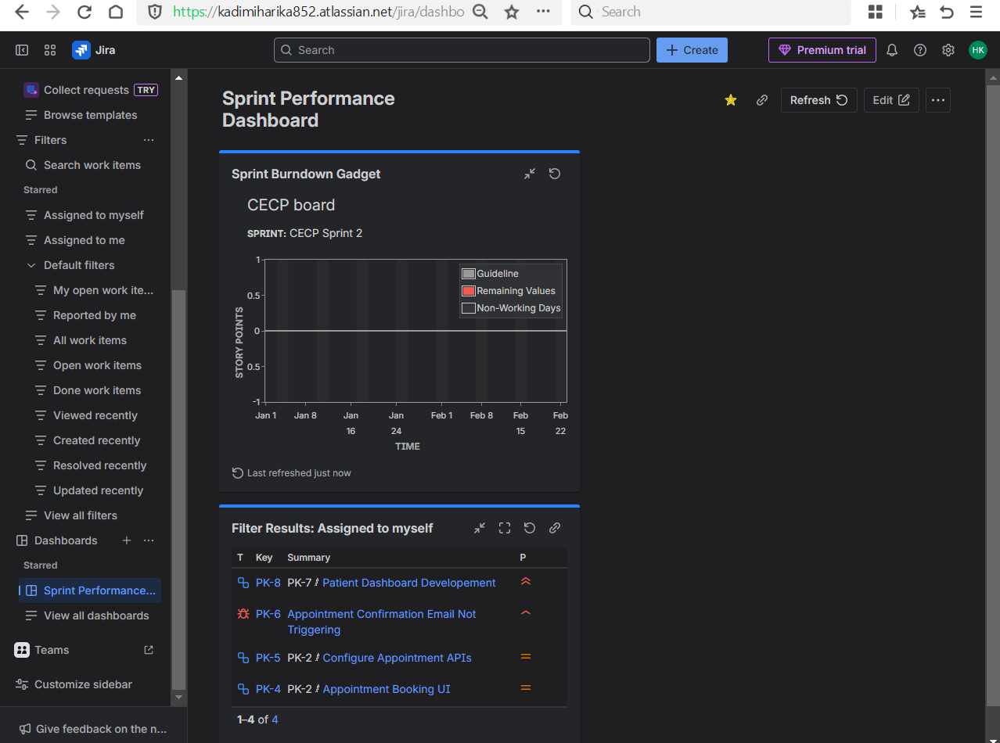 https://kadimiharika852.atlassian.net/jira/dashbo
Search
Jira
Search
Create
Premium trial
HK
Collect requests TRY
Browse templates
Filters
Search work items
Starred
Assigned to myself
Assigned to me
Default filters
My open work ite...
Reported by me
All work items
Open work items
Done work items
Viewed recently
Created recently
Resolved recently
Updated recently
View all filters
Dashboards
Starred
Sprint Performance...
View all dashboards
Teams
Customize sidebar
Give feedback on the n...
Sprint Performance
Dashboard
Refresh
Edit
Sprint Burndown Gadget
CECP board
SPRINT: CECP Sprint 2
STORY POINTS
1
0.5
0
0.5
-1
Guideline
Remaining Values
Non-Working Days
Jan 1 Jan 8 Jan Jan Feb 1 Feb 8 Feb Feb
16 24 15 22
TIME
Last refreshed just now
Filter Results: Assigned to myself
T Key Summary P
PK-8 PK-7 / Patient Dashboard Developement
PK-6 Appointment Confirmation Email Not
Triggering
PK-5 PK-2 / Configure Appointment APIs
PK-4 PK-2 / Appointment Booking UI
1–4 of 4